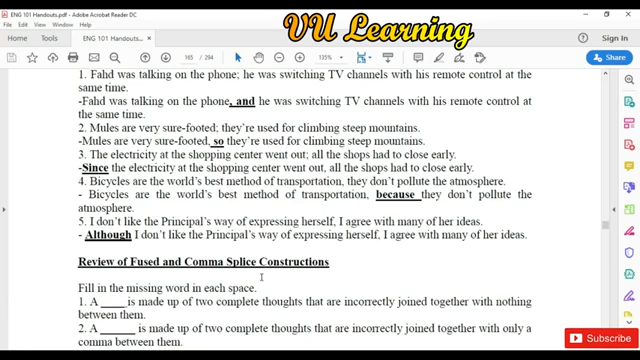 ENG 101 Handouts.pdf - Adobe Acrobat Reader DC
VU Learning
File Edit View Window Help
Home Tools ENG 101 Handouts.pdf × Sign In
165 / 294 135%
1. Fahd was talking on the phone; he was switching TV channels with his remote control at the
same time.
-Fahd was talking on the phone, and he was switching TV channels with his remote control at
the same time.
2. Mules are very sure-footed; they're used for climbing steep mountains.
-Mules are very sure-footed, so they're used for climbing steep mountains.
3. The electricity at the shopping center went out; all the shops had to close early.
-Since the electricity at the shopping center went out, all the shops had to close early.
4. Bicycles are the world's best method of transportation, they don't pollute the atmosphere.
- Bicycles are the world's best method of transportation, because they don't pollute the
atmosphere.
5. I don't like the Principal's way of expressing herself, I agree with many of her ideas.
- Although I don't like the Principal's way of expressing herself, I agree with many of her ideas.
Review of Fused and Comma Splice Constructions
Fill in the missing word in each space.
1. A ____ is made up of two complete thoughts that are incorrectly joined together with nothing
between them.
2. A ______ is made up of two complete thoughts that are incorrectly joined together with only a
comma between them.
Subscribe